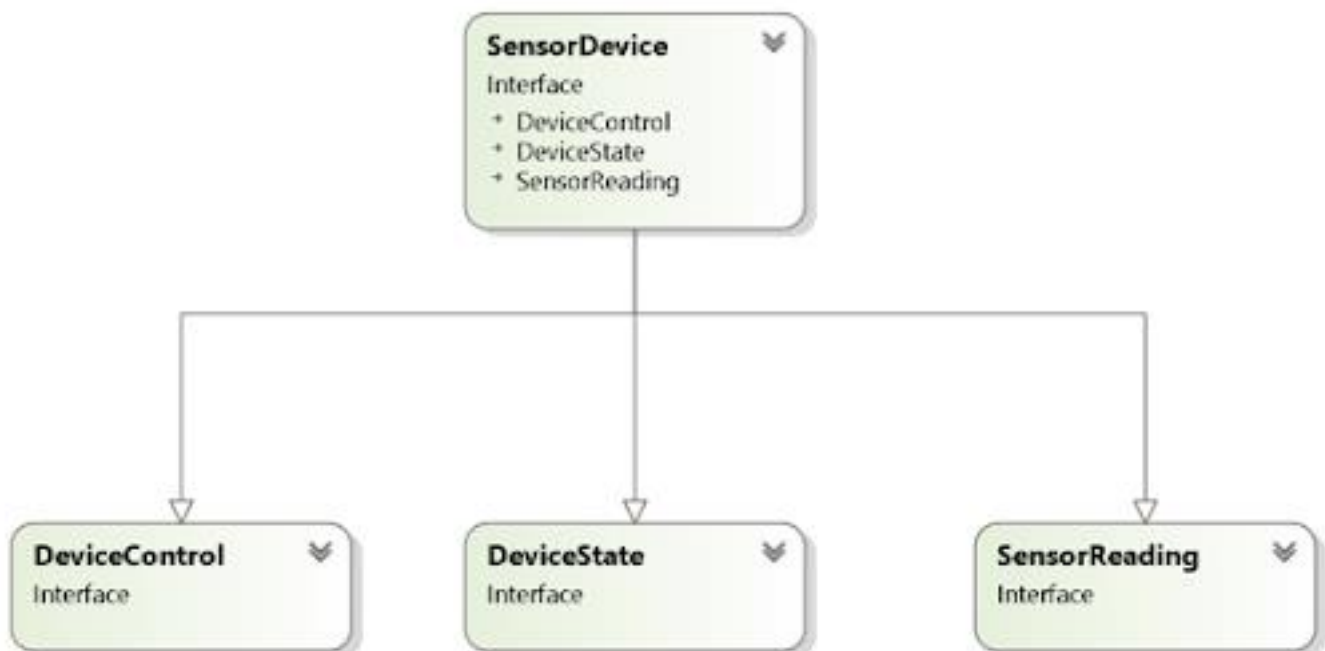 SensorDevice
Interface
+ DeviceControl
+ DeviceState
+ SensorReading
DeviceControl
Interface
DeviceState
Interface
SensorReading
Interface